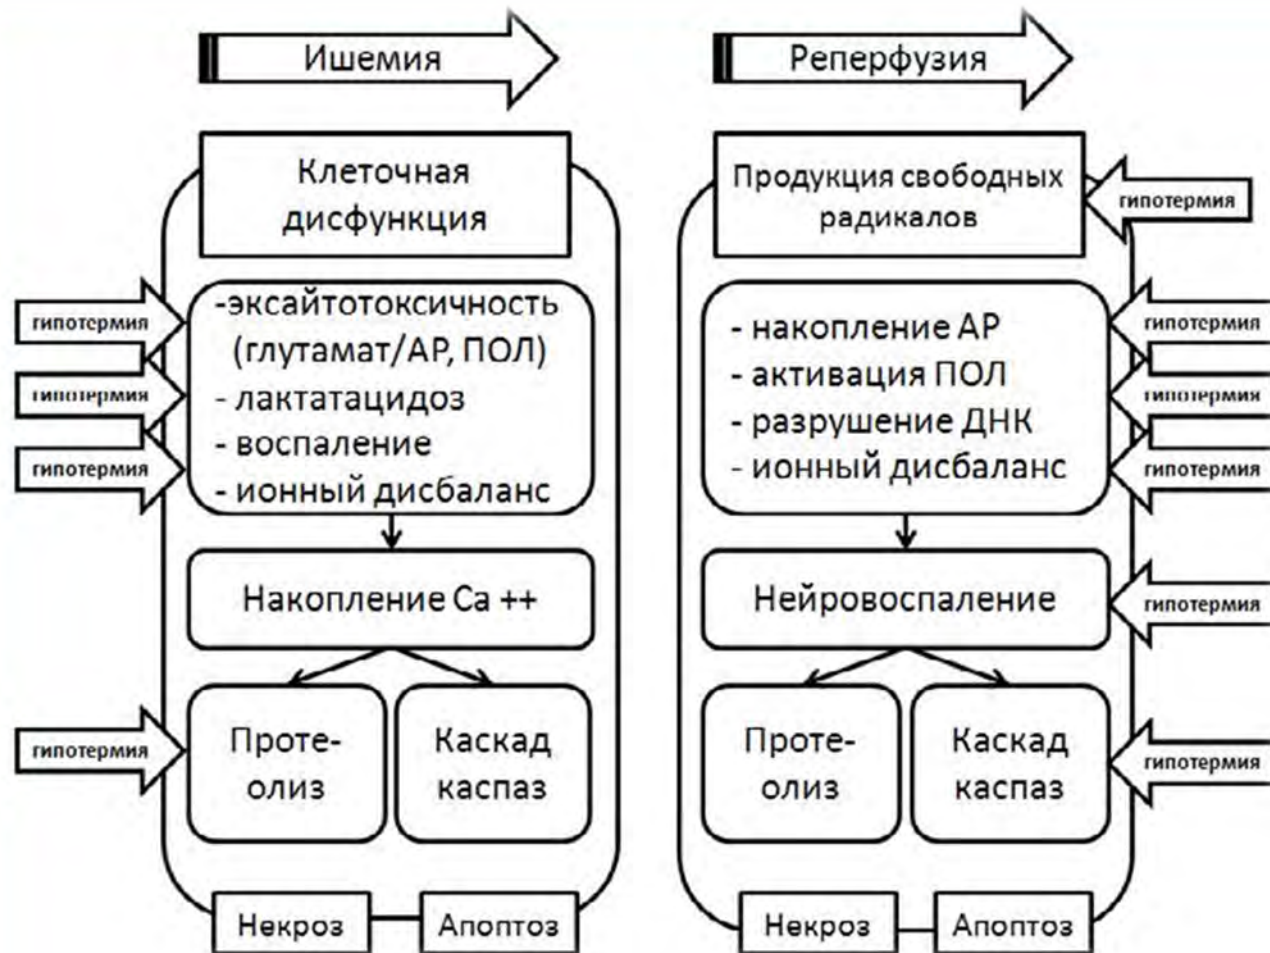 Ишемия
Клеточная
дисфункция
гипотермия
гипотермия
гипотермия
-эксайтотоксичность
(глутамат/АР, ПОЛ)
- лактатацидоз
- воспаление
- ионный дисбаланс
Накопление Ca ++
гипотермия
Проте-
олиз
Каскад
каспаз
Некроз
Апоптоз
Реперфузия
Продукция свободных
радикалов
гипотермия
- накопление АР
- активация ПОЛ
- разрушение ДНК
- ионный дисбаланс
гипотермия
гипотермия
гипотермия
Нейровоспаление
гипотермия
Проте-
олиз
Каскад
каспаз
гипотермия
Некроз
Апоптоз